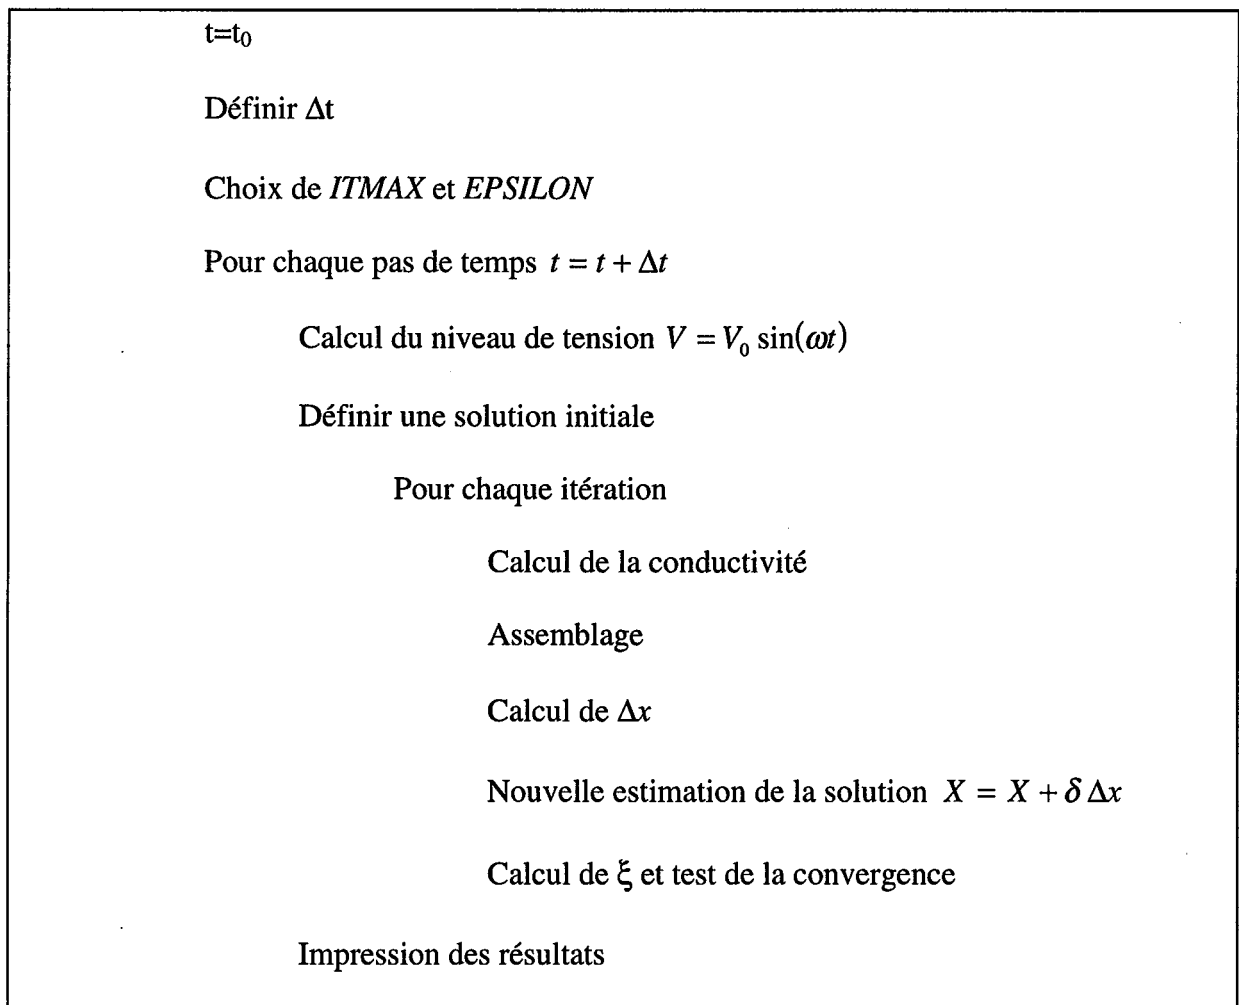 t=t₀
Définir Δt
Choix de ITMAX et EPSILON
Pour chaque pas de temps t = t + Δt
Calcul du niveau de tension V = V₀ sin(ωt)
Définir une solution initiale
Pour chaque itération
Calcul de la conductivité
Assemblage
Calcul de Δx
Nouvelle estimation de la solution X = X + δ Δx
Calcul de ξ et test de la convergence
Impression des résultats